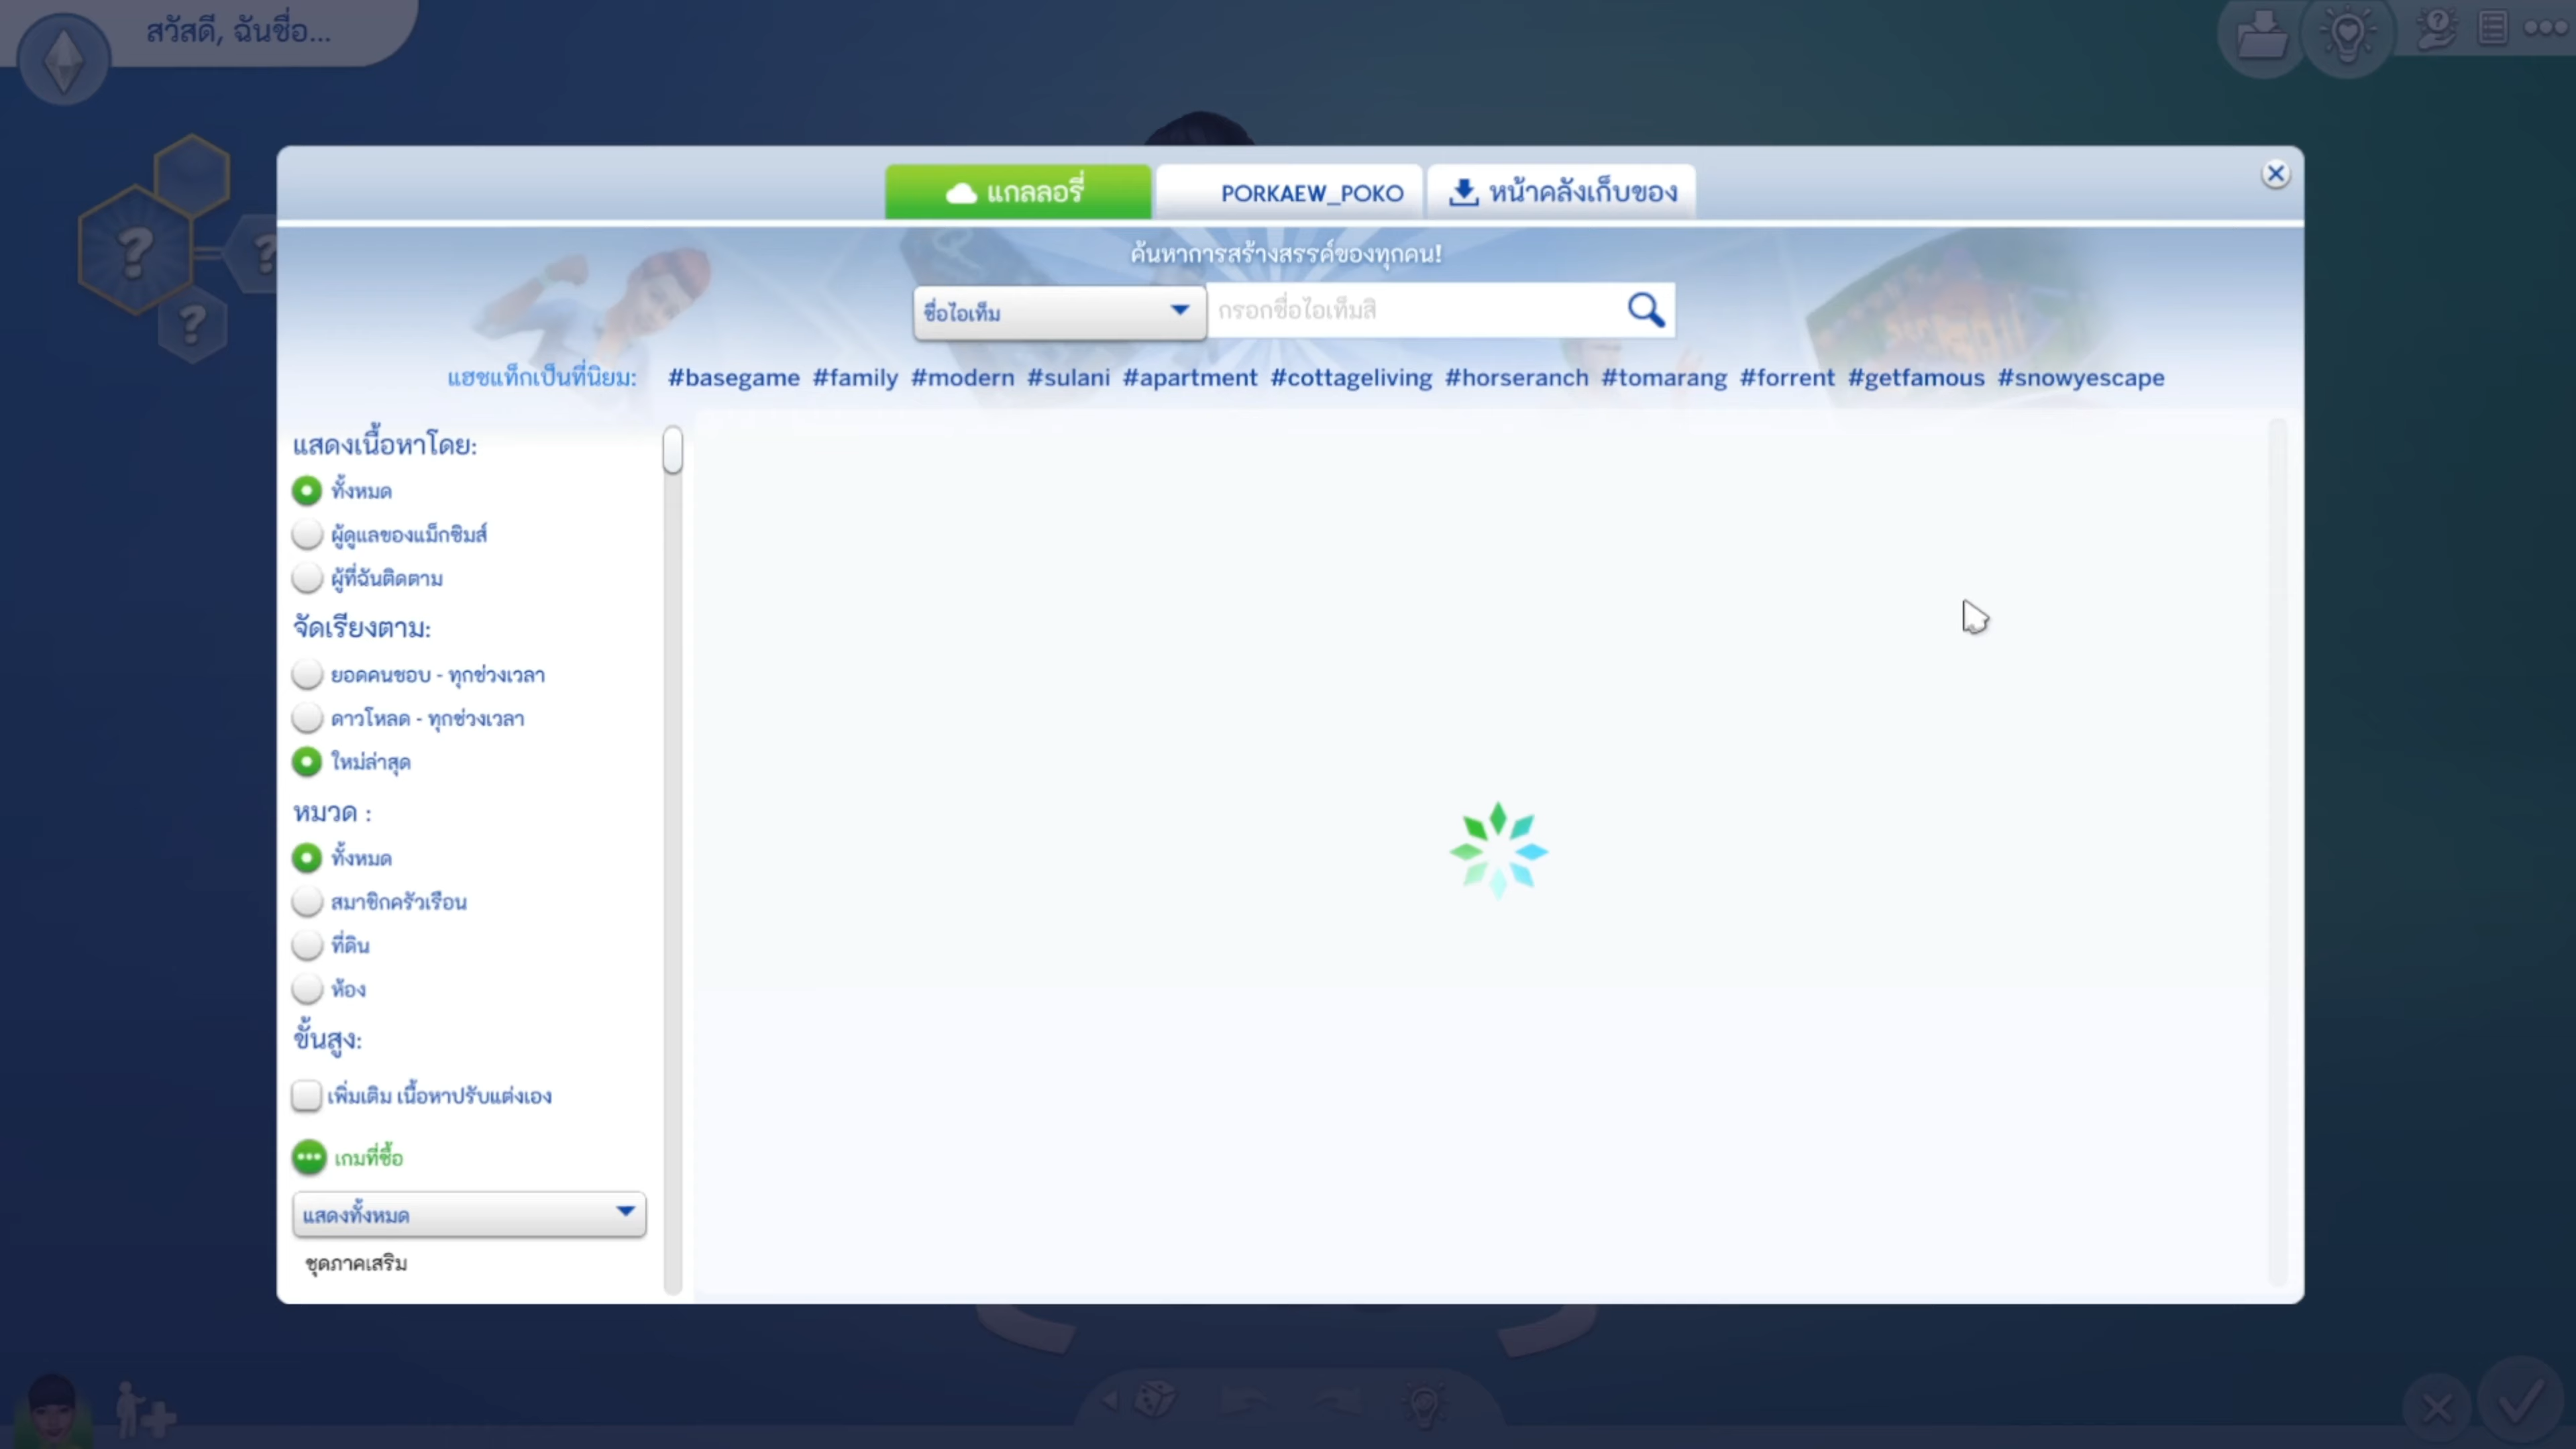 สวัสดี, ฉันชื่อ...
แกลลอรี่
PORKAEW_POKO
หน้าคลังเก็บของ
ค้นหาการสร้างสรรค์ของทุกคน!
ชื่อไอเท็ม
กรอกชื่อไอเท็มสิ
แฮชแท็กเป็นที่นิยม: #basegame #family #modern #sulani #apartment #cottageliving #horseranch #tomarang #forrent #getfamous #snowyescape
แสดงเนื้อหาโดย:
ทั้งหมด
ผู้ดูแลของแม็กซิมส์
ผู้ที่ฉันติดตาม
จัดเรียงตาม:
ยอดคนชอบ - ทุกช่วงเวลา
ดาวโหลด - ทุกช่วงเวลา
ใหม่ล่าสุด
หมวด :
ทั้งหมด
สมาชิกครัวเรือน
ที่ดิน
ห้อง
ขั้นสูง:
เพิ่มเติม เนื้อหาปรับแต่งเอง
เกมที่ซื้อ
แสดงทั้งหมด
ชุดภาคเสริม